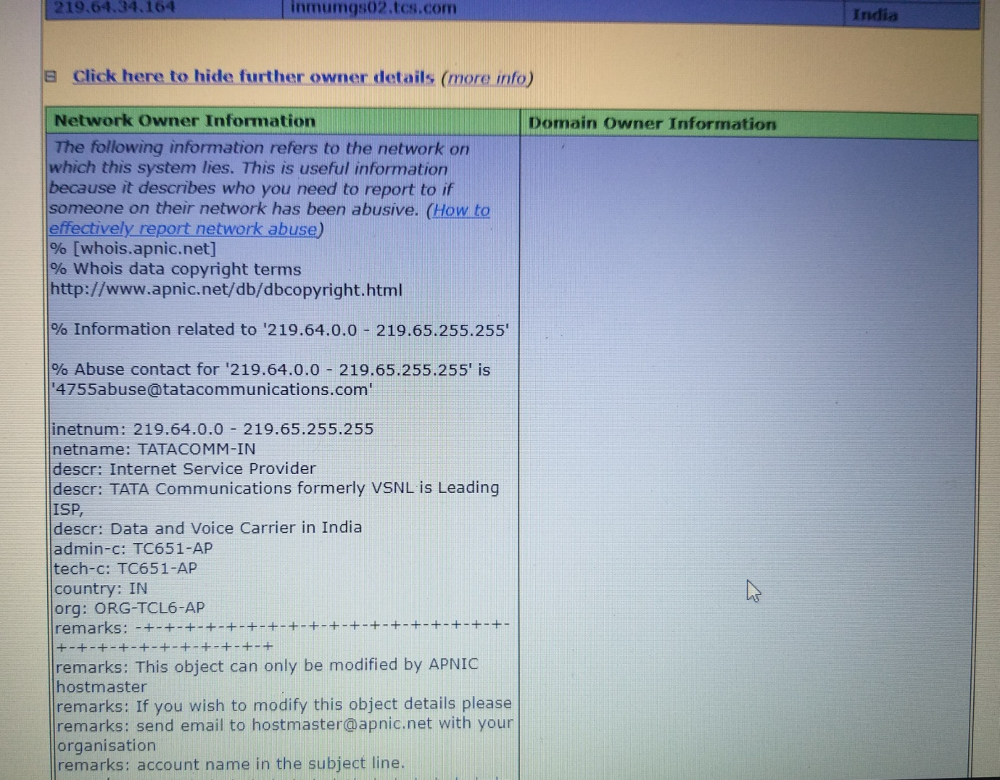 219.64.34.164 inmumgs02.tcs.com India
Click here to hide further owner details (more info)
Network Owner Information Domain Owner Information
The following information refers to the network on
which this system lies. This is useful information
because it describes who you need to report to if
someone on their network has been abusive. (How to
effectively report network abuse)
% [whois.apnic.net]
% Whois data copyright terms
http://www.apnic.net/db/dbcopyright.html
% Information related to '219.64.0.0 - 219.65.255.255'
% Abuse contact for '219.64.0.0 - 219.65.255.255' is
'4755abuse@tatacommunications.com'
inetnum: 219.64.0.0 - 219.65.255.255
netname: TATACOMM-IN
descr: Internet Service Provider
descr: TATA Communications formerly VSNL is Leading
ISP,
descr: Data and Voice Carrier in India
admin-c: TC651-AP
tech-c: TC651-AP
country: IN
org: ORG-TCL6-AP
remarks: -+-+-+-+-+-+-+-+-+-+-+-+-+-+-+-+-+-+-
+-+-+-+-+-+-+-+-+-+-+
remarks: This object can only be modified by APNIC
hostmaster
remarks: If you wish to modify this object details please
remarks: send email to hostmaster@apnic.net with your
organisation
remarks: account name in the subject line.